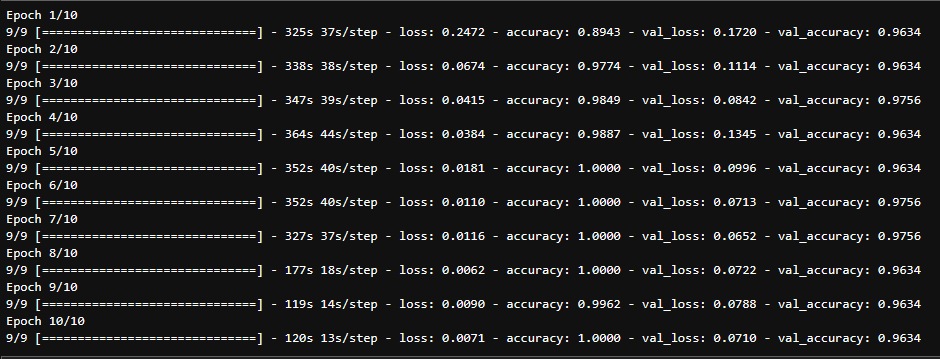 Epoch 1/10
9/9 [==============================] - 325s 37s/step - loss: 0.2472 - accuracy: 0.8943 - val_loss: 0.1720 - val_accuracy: 0.9634
Epoch 2/10
9/9 [==============================] - 338s 38s/step - loss: 0.0674 - accuracy: 0.9774 - val_loss: 0.1114 - val_accuracy: 0.9634
Epoch 3/10
9/9 [==============================] - 347s 39s/step - loss: 0.0415 - accuracy: 0.9849 - val_loss: 0.0842 - val_accuracy: 0.9756
Epoch 4/10
9/9 [==============================] - 364s 44s/step - loss: 0.0384 - accuracy: 0.9887 - val_loss: 0.1345 - val_accuracy: 0.9634
Epoch 5/10
9/9 [==============================] - 352s 40s/step - loss: 0.0181 - accuracy: 1.0000 - val_loss: 0.0996 - val_accuracy: 0.9634
Epoch 6/10
9/9 [==============================] - 352s 40s/step - loss: 0.0110 - accuracy: 1.0000 - val_loss: 0.0713 - val_accuracy: 0.9756
Epoch 7/10
9/9 [==============================] - 327s 37s/step - loss: 0.0116 - accuracy: 1.0000 - val_loss: 0.0652 - val_accuracy: 0.9756
Epoch 8/10
9/9 [==============================] - 177s 18s/step - loss: 0.0062 - accuracy: 1.0000 - val_loss: 0.0722 - val_accuracy: 0.9634
Epoch 9/10
9/9 [==============================] - 119s 14s/step - loss: 0.0090 - accuracy: 0.9962 - val_loss: 0.0788 - val_accuracy: 0.9634
Epoch 10/10
9/9 [==============================] - 120s 13s/step - loss: 0.0071 - accuracy: 1.0000 - val_loss: 0.0710 - val_accuracy: 0.9634